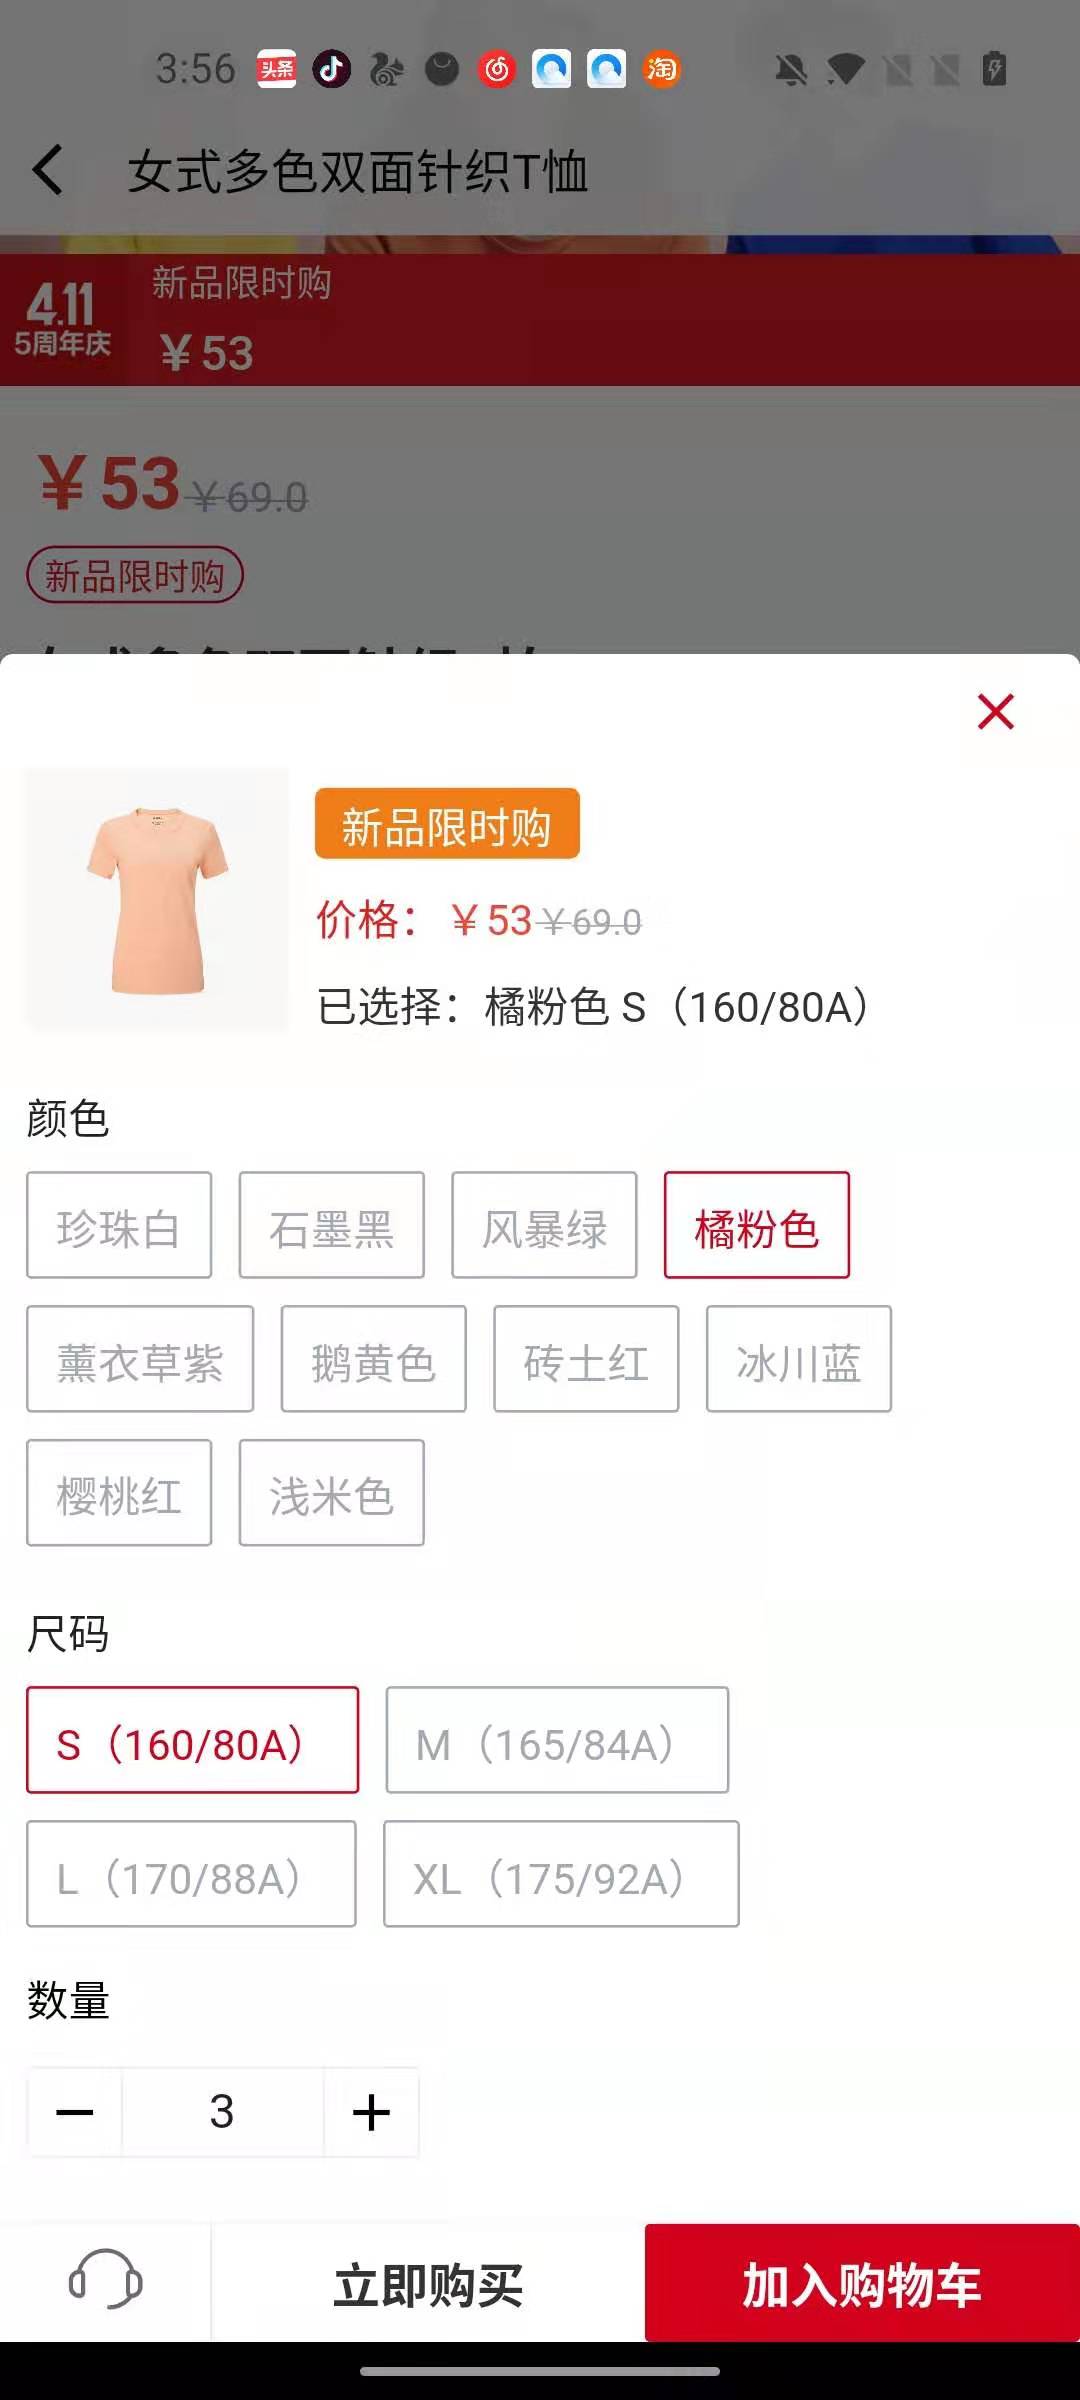 3:56 头条 淘
女式多色双面针织T恤
4.11
5周年庆
新品限时购
￥53
￥53 ￥69.0
新品限时购
新品限时购
价格：￥53 ￥69.0
已选择：橘粉色 S（160/80A）
颜色
珍珠白 石墨黑 风暴绿 橘粉色
薰衣草紫 鹅黄色 砖土红 冰川蓝
樱桃红 浅米色
尺码
S（160/80A） M（165/84A）
L（170/88A） XL（175/92A）
数量
3
立即购买 加入购物车